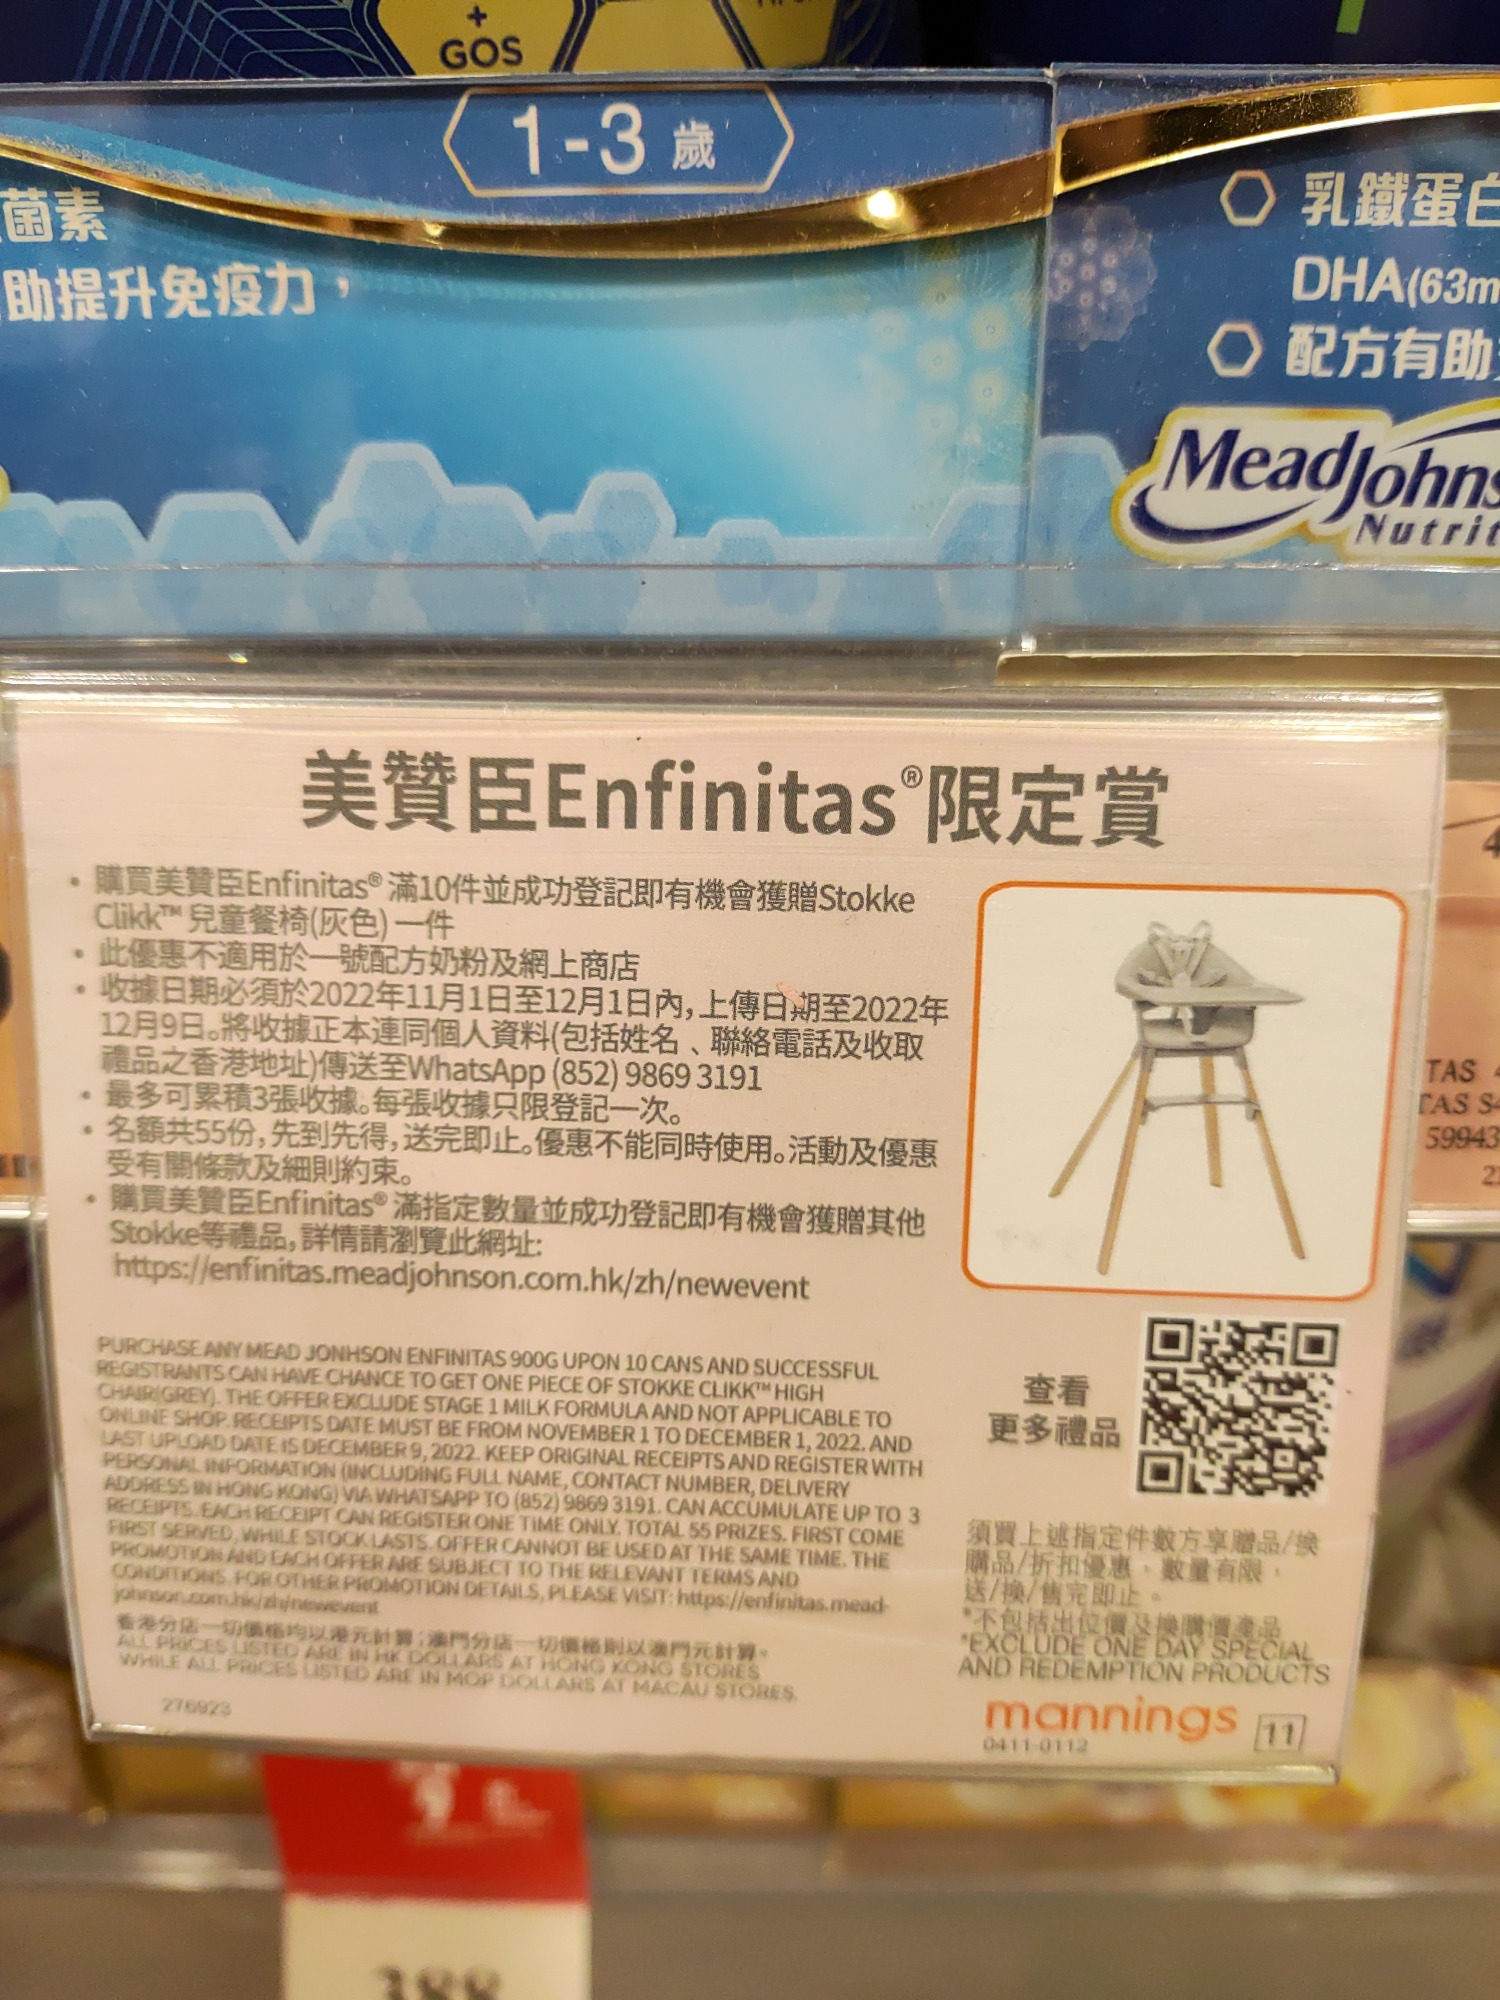 +
GOS
1-3 歲
菌素
助提升免疫力，
乳鐵蛋白
DHA(63m
配方有助
MeadJohns
Nutrit
美贊臣Enfinitas®限定賞
• 購買美贊臣Enfinitas® 滿10件並成功登記即有機會獲贈Stokke
Clikk™ 兒童餐椅(灰色) 一件
• 此優惠不適用於一號配方奶粉及網上商店
• 收據日期必須於2022年11月1日至12月1日內，上傳日期至2022年
12月9日。將收據正本連同個人資料(包括姓名、聯絡電話及收取
禮品之香港地址)傳送至WhatsApp (852) 9869 3191
• 最多可累積3張收據。每張收據只限登記一次。
• 名額共55份，先到先得，送完即止。優惠不能同時使用。活動及優惠
受有關條款及細則約束。
• 購買美贊臣Enfinitas® 滿指定數量並成功登記即有機會獲贈其他
Stokke等禮品，詳情請瀏覽此網址:
https://enfinitas.meadjohnson.com.hk/zh/newevent
PURCHASE ANY MEAD JONHSON ENFINITAS 900G UPON 10 CANS AND SUCCESSFUL
REGISTRANTS CAN HAVE CHANCE TO GET ONE PIECE OF STOKKE CLIKK™ HIGH
CHAIR(GREY). THE OFFER EXCLUDE STAGE 1 MILK FORMULA AND NOT APPLICABLE TO
ONLINE SHOP. RECEIPTS DATE MUST BE FROM NOVEMBER 1 TO DECEMBER 1, 2022. AND
LAST UPLOAD DATE IS DECEMBER 9, 2022. KEEP ORIGINAL RECEIPTS AND REGISTER WITH
PERSONAL INFORMATION (INCLUDING FULL NAME, CONTACT NUMBER, DELIVERY
ADDRESS IN HONG KONG) VIA WHATSAPP TO (852) 9869 3191. CAN ACCUMULATE UP TO 3
RECEIPTS. EACH RECEIPT CAN REGISTER ONE TIME ONLY. TOTAL 55 PRIZES. FIRST COME
FIRST SERVED, WHILE STOCK LASTS. OFFER CANNOT BE USED AT THE SAME TIME. THE
PROMOTION AND EACH OFFER ARE SUBJECT TO THE RELEVANT TERMS AND
CONDITIONS. FOR OTHER PROMOTION DETAILS, PLEASE VISIT: https://enfinitas.mead-
johnson.com.hk/zh/newevent
香港分店一切價格均以港元計算；澳門分店一切價格則以澳門元計算。
ALL PRICES LISTED ARE IN HK DOLLARS AT HONG KONG STORES
WHILE ALL PRICES LISTED ARE IN MOP DOLLARS AT MACAU STORES.
276923
查看
更多禮品
須買上述指定件數方享贈品/換
購品/折扣優惠，數量有限，
送/換/售完即止。
*不包括出位價及換購價產品
*EXCLUDE ONE DAY SPECIAL
AND REDEMPTION PRODUCTS
mannings 11
0411-0112
TAS
TAS S4
59943
388